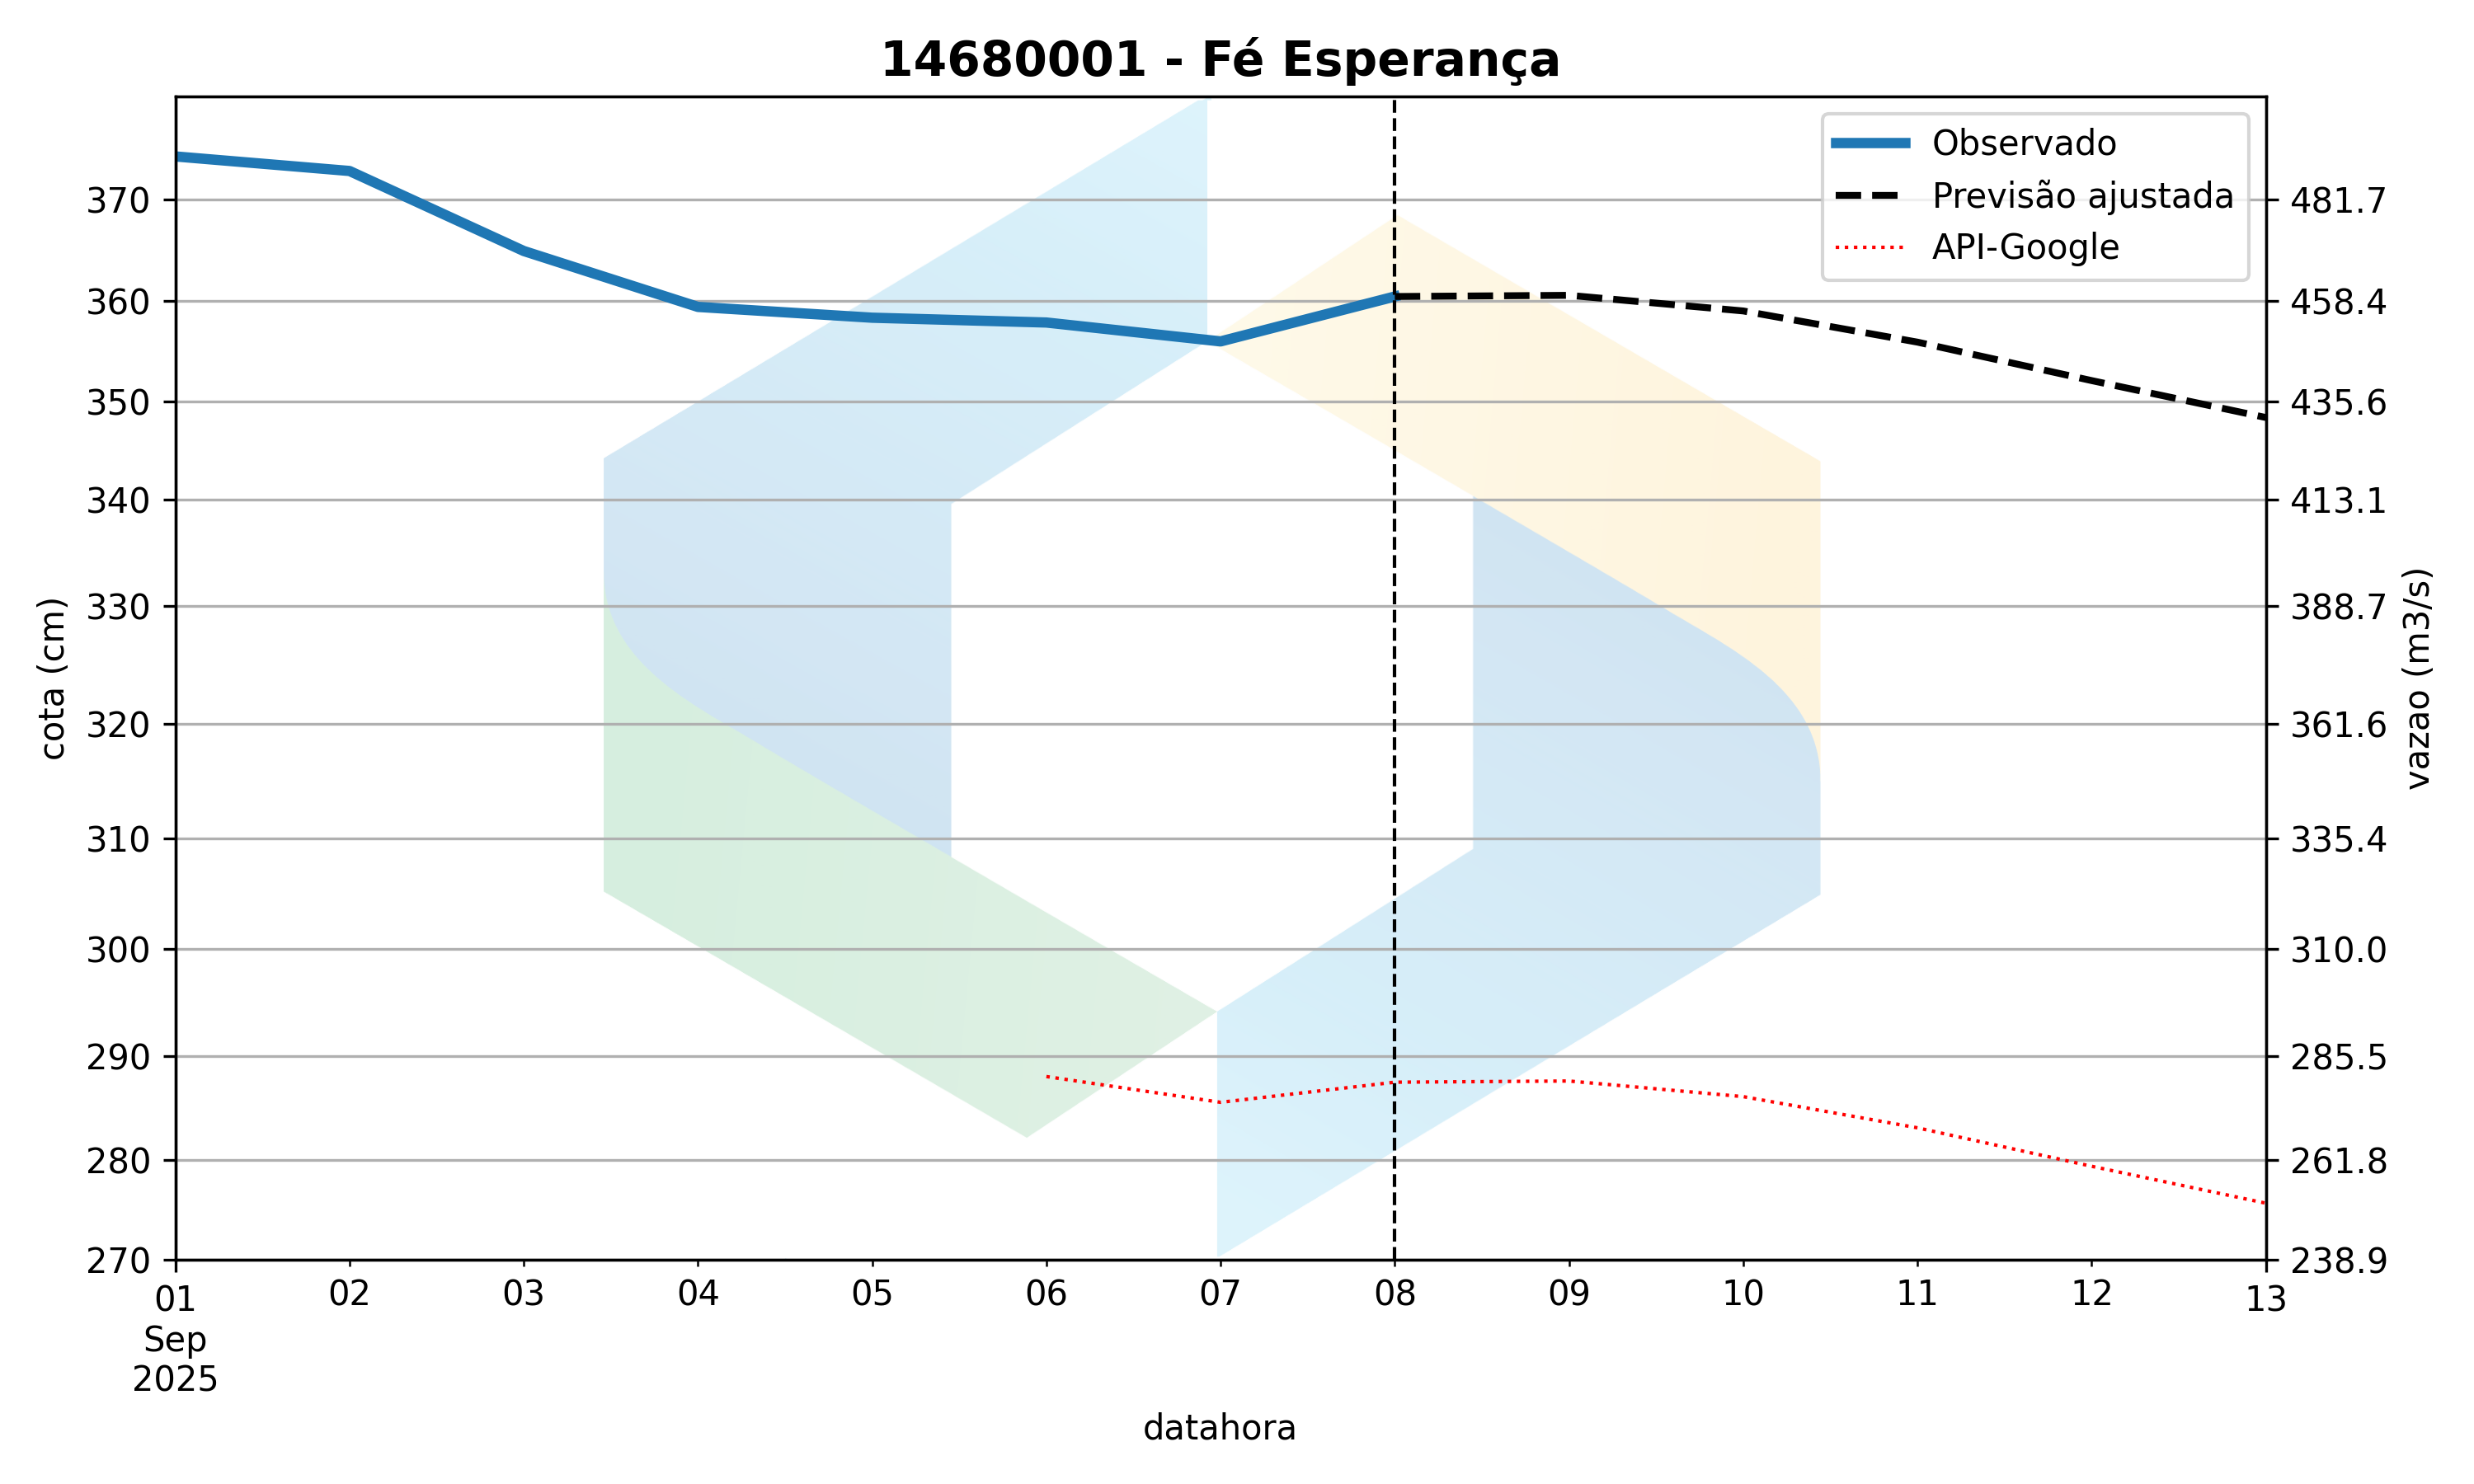 14680001 - Fé Esperança
Observado
Previsão ajustada
API-Google
370
360
350
340
330
320
310
300
290
280
270
cota (cm)
481.7
458.4
435.6
413.1
388.7
361.6
335.4
310.0
285.5
261.8
238.9
vazao (m3/s)
01 02 03 04 05 06 07 08 09 10 11 12 13
Sep
2025
datahora